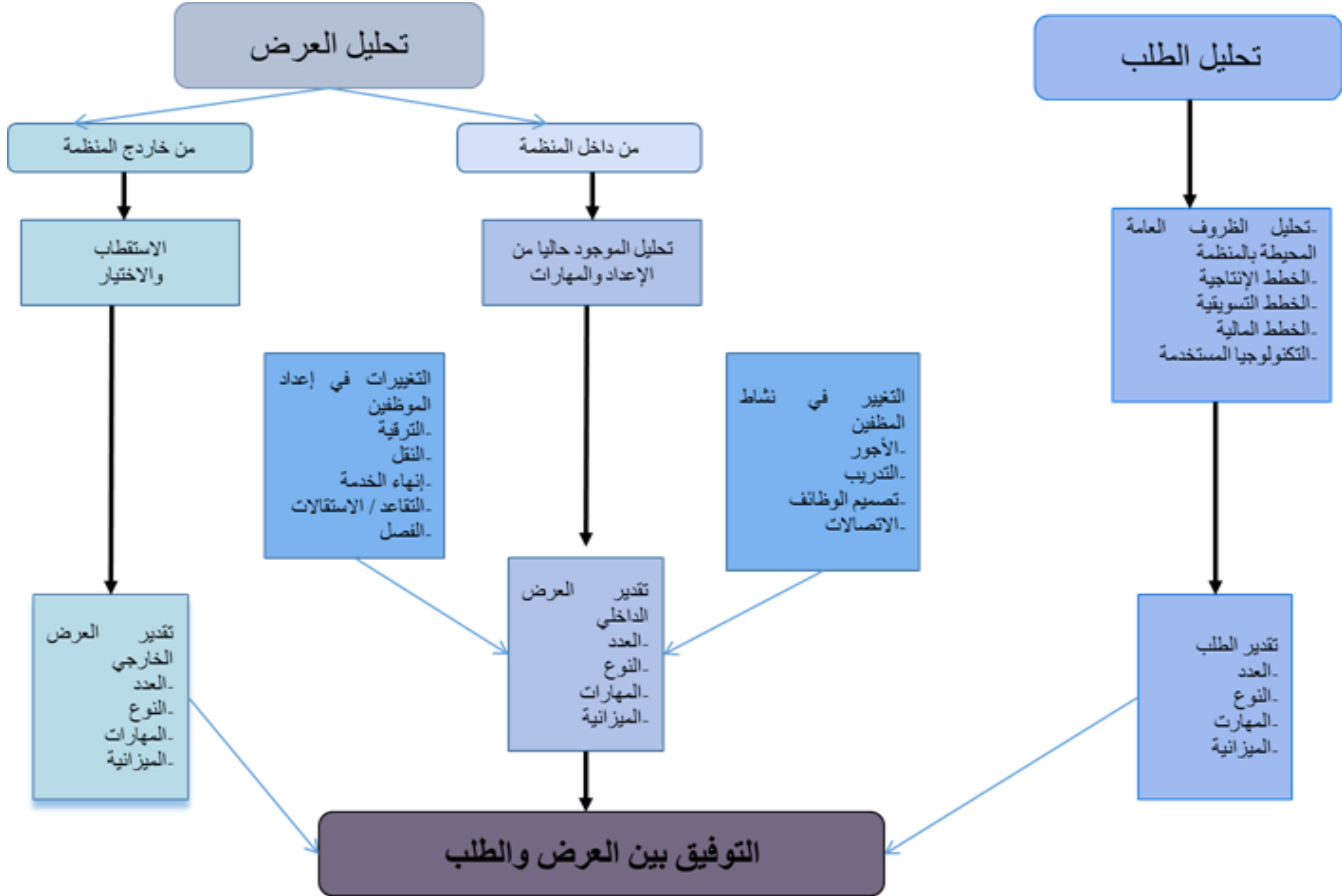 تحليل الطلب
تحليل العرض
من داخل المنظمة
من خاردج المنظمة
-تحليل الظروف العامة
المحيطة بالمنظمة
-الخطط الإنتاجية
-الخطط التسويقية
-الخطط المالية
-التكنولوجيا المستخدمة
تحليل الموجود حاليا من
الإعداد والمهارات
الاستقطاب
والاختيار
التغيير في نشاط
المظفين
-الأجور
-التدريب
-تصميم الوظائف
-الاتصالات
التغييرات في إعداد
الموظفين
-الترقية
-النقل
-إنهاء الخدمة
-التقاعد / الاستقالات
-الفصل
تقدير الطلب
-العدد
-النوع
-المهارت
-الميزانية
تقدير العرض
الداخلي
-العدد
-النوع
-المهارات
-الميزانية
تقدير العرض
الخارجي
-العدد
-النوع
-المهارات
-الميزانية
التوفيق بين العرض والطلب